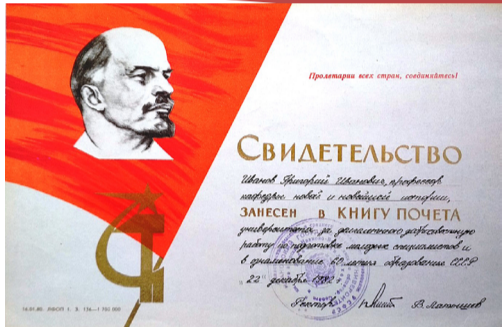 Пролетарии всех стран, соединяйтесь!
СВИДЕТЕЛЬСТВО
Иванов Григорий Иванович, профессор
кафедры новой и новейшей истории,
ЗАНЕСЕН В КНИГУ ПОЧЕТА
университета за
работу по подготовке молодых специалистов и
в ознаменование 60-летия образования СССР
"22" декабря 1982 г.
Ректор